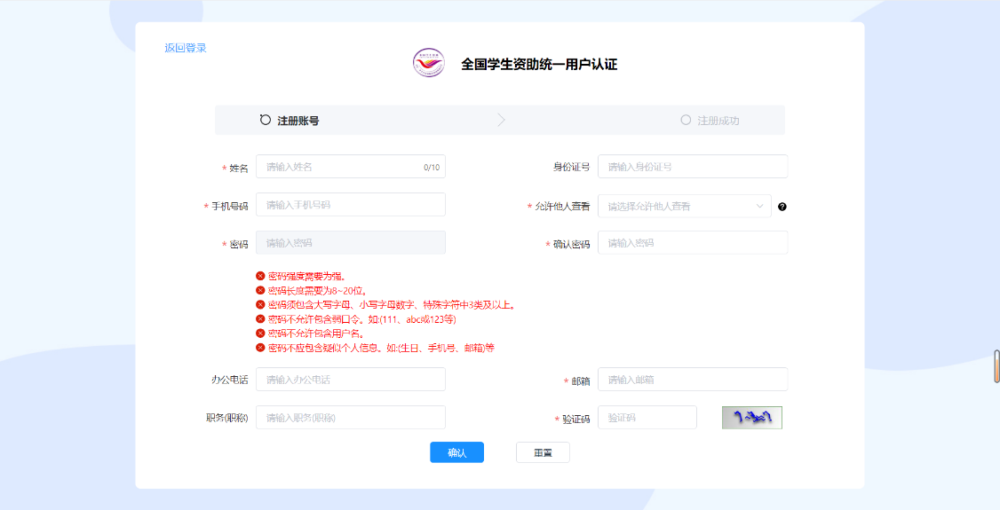 返回登录
全国学生资助统一用户认证
注册账号
注册成功
* 姓名 请输入姓名 0/10
身份证号 请输入身份证号
* 手机号码 请输入手机号码
* 允许他人查看 请选择允许他人查看
* 密码 请输入密码
* 确认密码 请输入密码
密码强度需要为强。
密码长度需要为8~20位。
密码须包含大写字母、小写字母数字、特殊字符中3类及以上。
密码不允许包含弱口令。如:(111、abc或123等)
密码不允许包含用户名。
密码不应包含疑似个人信息。如:(生日、手机号、邮箱)等
办公电话 请输入办公电话
* 邮箱 请输入邮箱
职务(职称) 请输入职务(职称)
* 验证码 验证码
确认
重置